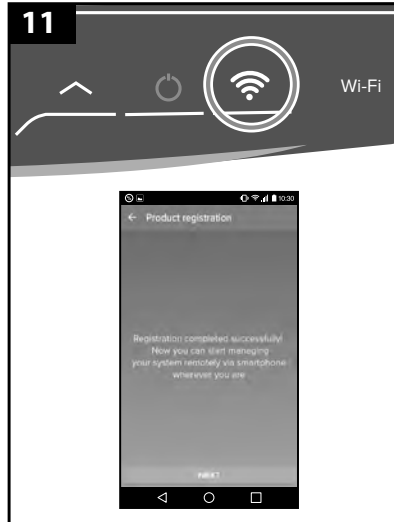 11
Wi-Fi
10:30
Product registration
Registration completed successfully!
Now you can start managing
your system remotely via smartphone
wherever you are
NEXT